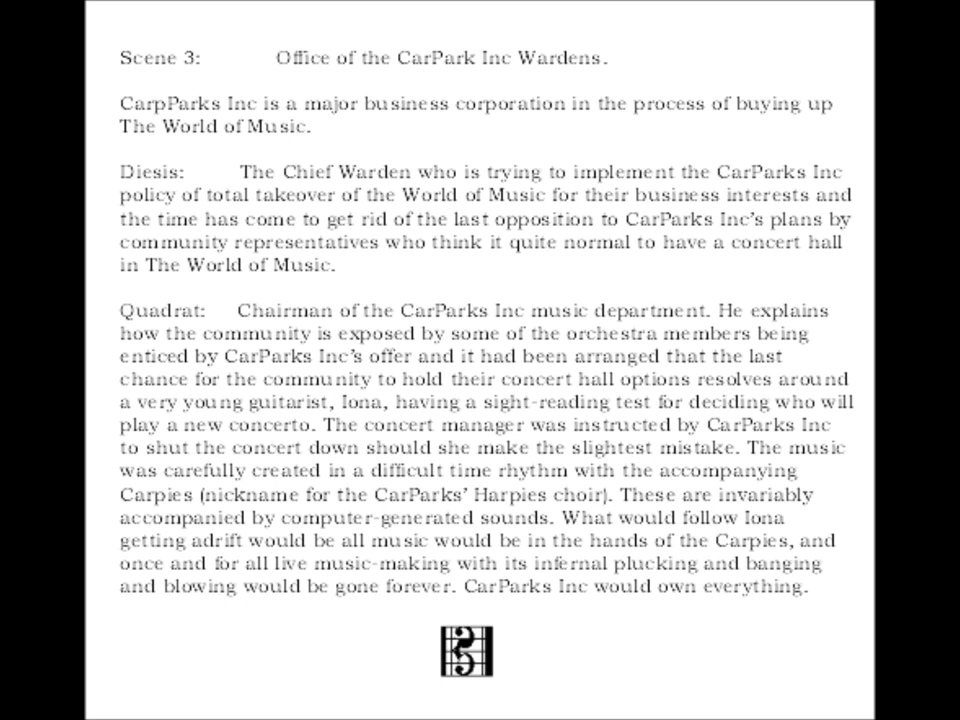 Scene 3: Office of the CarPark Inc Wardens.
CarpParks Inc is a major business corporation in the process of buying up
The World of Music.
Diesis: The Chief Warden who is trying to implement the CarParks Inc
policy of total takeover of the World of Music for their business interests and
the time has come to get rid of the last opposition to CarParks Inc's plans by
community representatives who think it quite normal to have a concert hall
in The World of Music.
Quadrat: Chairman of the CarParks Inc music department. He explains
how the community is exposed by some of the orchestra members being
enticed by CarParks Inc's offer and it had been arranged that the last
chance for the community to hold their concert hall options resolves around
a very young guitarist, Iona, having a sight-reading test for deciding who will
play a new concerto. The concert manager was instructed by CarParks Inc
to shut the concert down should she make the slightest mistake. The music
was carefully created in a difficult time rhythm with the accompanying
Carpies (nickname for the CarParks' Harpies choir). These are invariably
accompanied by computer-generated sounds. What would follow Iona
getting adrift would be all music would be in the hands of the Carpies, and
once and for all live music-making with its infernal plucking and banging
and blowing would be gone forever. CarParks Inc would own everything.